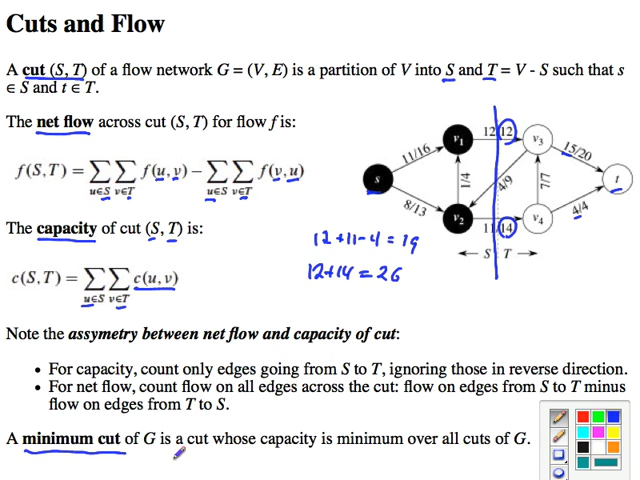 Cuts and Flow
A cut (S, T) of a flow network G = (V, E) is a partition of V into S and T = V - S such that s
∈ S and t ∈ T.
The net flow across cut (S, T) for flow f is:
f(S,T) = ∑ ∑ f(u,v) − ∑ ∑ f(v,u)
u∈S v∈T u∈S v∈T
The capacity of cut (S, T) is:
c(S,T) = ∑ ∑ c(u,v)
u∈S v∈T
12+11-4 = 19
12+14 = 26
s
v1
v2
v3
v4
t
11/16
8/13
1/4
12/12
4/9
11/14
7/7
15/20
4/4
← S T →
Note the assymetry between net flow and capacity of cut:
• For capacity, count only edges going from S to T, ignoring those in reverse direction.
• For net flow, count flow on all edges across the cut: flow on edges from S to T minus
flow on edges from T to S.
A minimum cut of G is a cut whose capacity is minimum over all cuts of G.